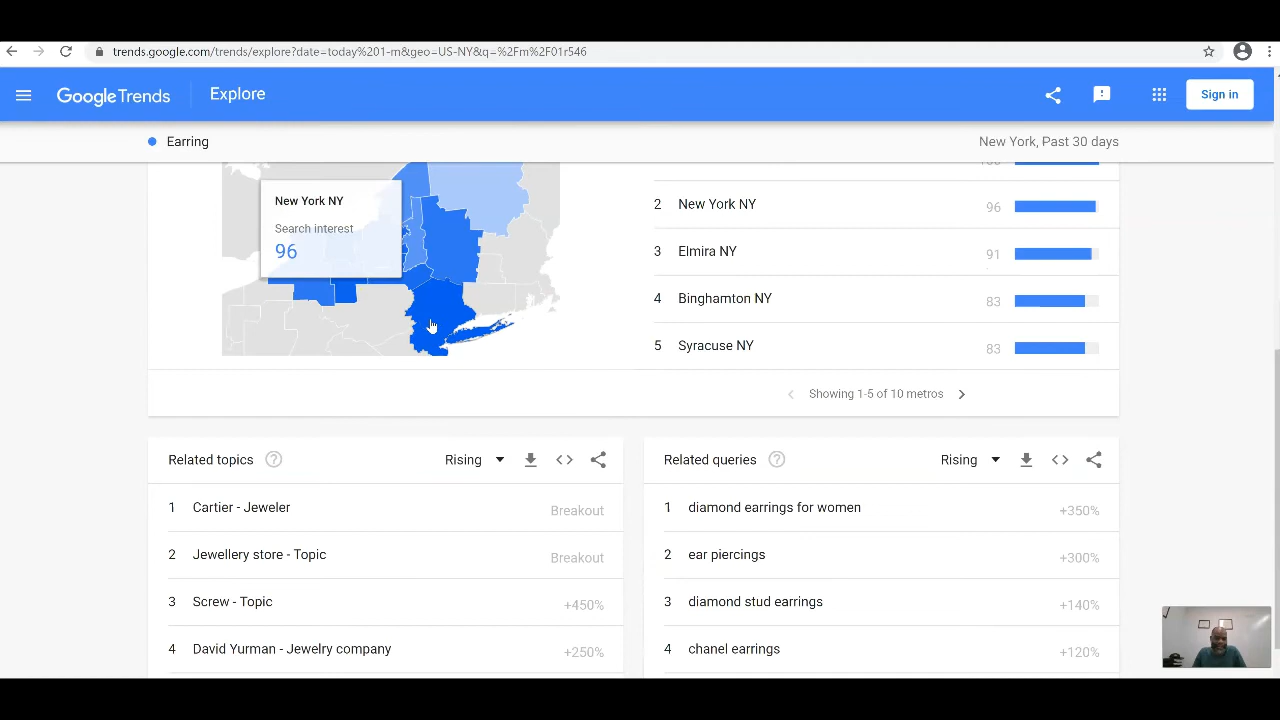 trends.google.com/trends/explore?date=today%201-m&geo=US-NY&q=%2Fm%2F01r546
Google Trends
Explore
Sign in
Earring
New York, Past 30 days
New York NY
Search interest
96
2 New York NY 96
3 Elmira NY 91
4 Binghamton NY 83
5 Syracuse NY 83
Showing 1-5 of 10 metros
Related topics
Rising
1 Cartier - Jeweler Breakout
2 Jewellery store - Topic Breakout
3 Screw - Topic +450%
4 David Yurman - Jewelry company +250%
Related queries
Rising
1 diamond earrings for women +350%
2 ear piercings +300%
3 diamond stud earrings +140%
4 chanel earrings +120%